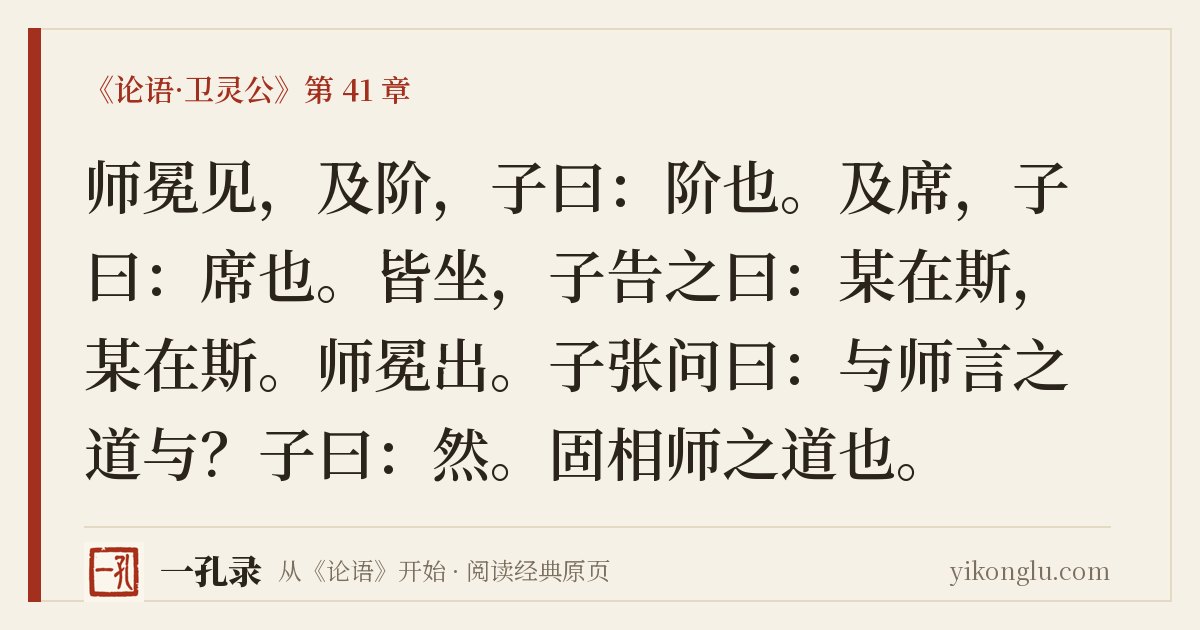 《论语·卫灵公》第 41 章
师冕见，及阶，子曰：阶也。及席，子
曰：席也。皆坐，子告之曰：某在斯，
某在斯。师冕出。子张问曰：与师言之
道与？子曰：然。固相师之道也。
一孔
一孔录 从《论语》开始 · 阅读经典原页 yikonglu.com